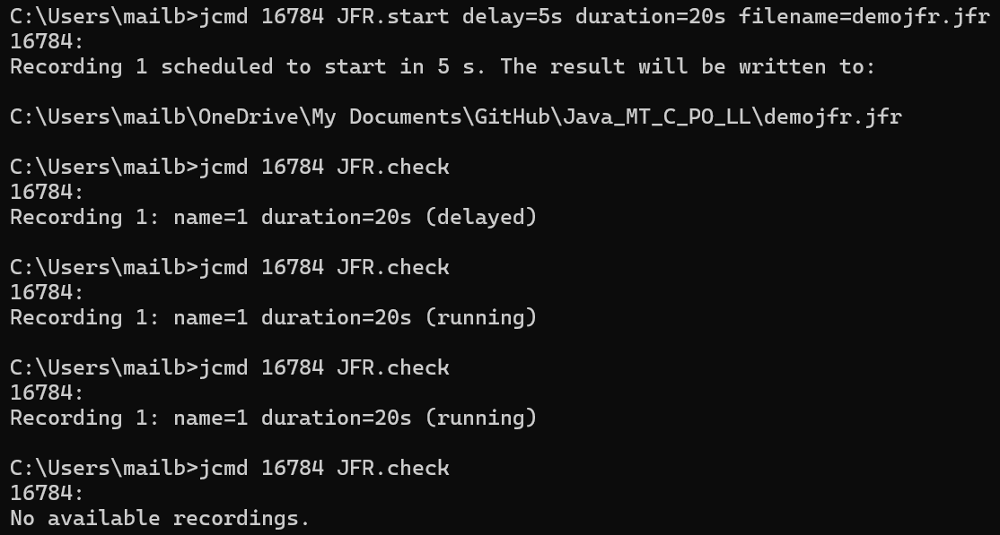 C:\Users\mailb>jcmd 16784 JFR.start delay=5s duration=20s filename=demojfr.jfr
16784:
Recording 1 scheduled to start in 5 s. The result will be written to:
C:\Users\mailb\OneDrive\My Documents\GitHub\Java_MT_C_PO_LL\demojfr.jfr
C:\Users\mailb>jcmd 16784 JFR.check
16784:
Recording 1: name=1 duration=20s (delayed)
C:\Users\mailb>jcmd 16784 JFR.check
16784:
Recording 1: name=1 duration=20s (running)
C:\Users\mailb>jcmd 16784 JFR.check
16784:
Recording 1: name=1 duration=20s (running)
C:\Users\mailb>jcmd 16784 JFR.check
16784:
No available recordings.